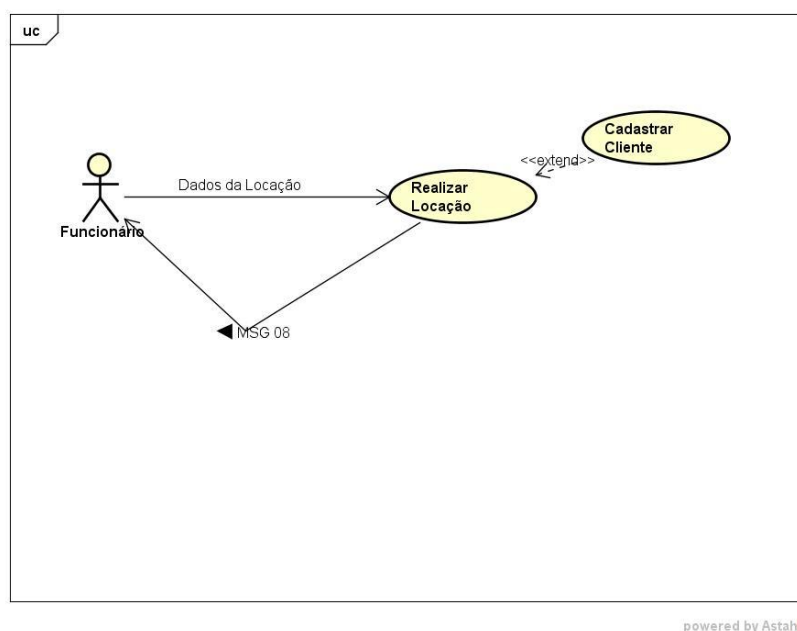 uc
Cadastrar
Cliente
<<extend>>
Dados da Locação
Realizar
Locação
Funcionário
MSG 08
powered by Astah